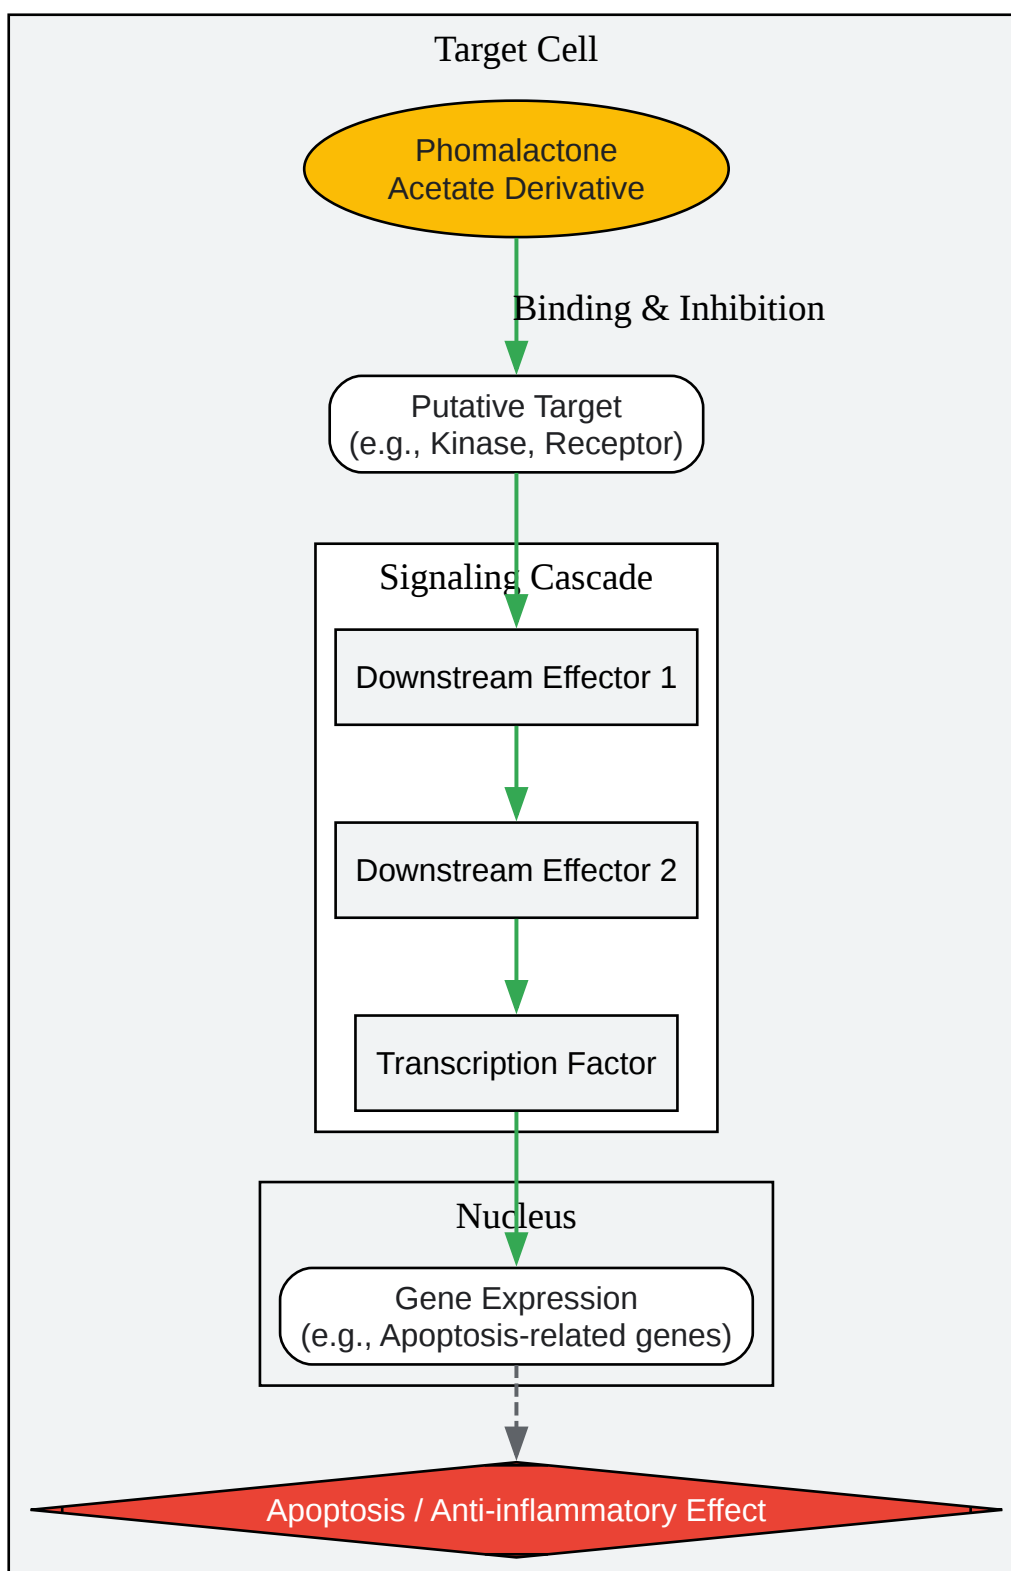 Target Cell
Phomalactone
Acetate Derivative
Binding & Inhibition
Putative Target
(e.g., Kinase, Receptor)
Signaling Cascade
Downstream Effector 1
Downstream Effector 2
Transcription Factor
Nucleus
Gene Expression
(e.g., Apoptosis-related genes)
Apoptosis / Anti-inflammatory Effect